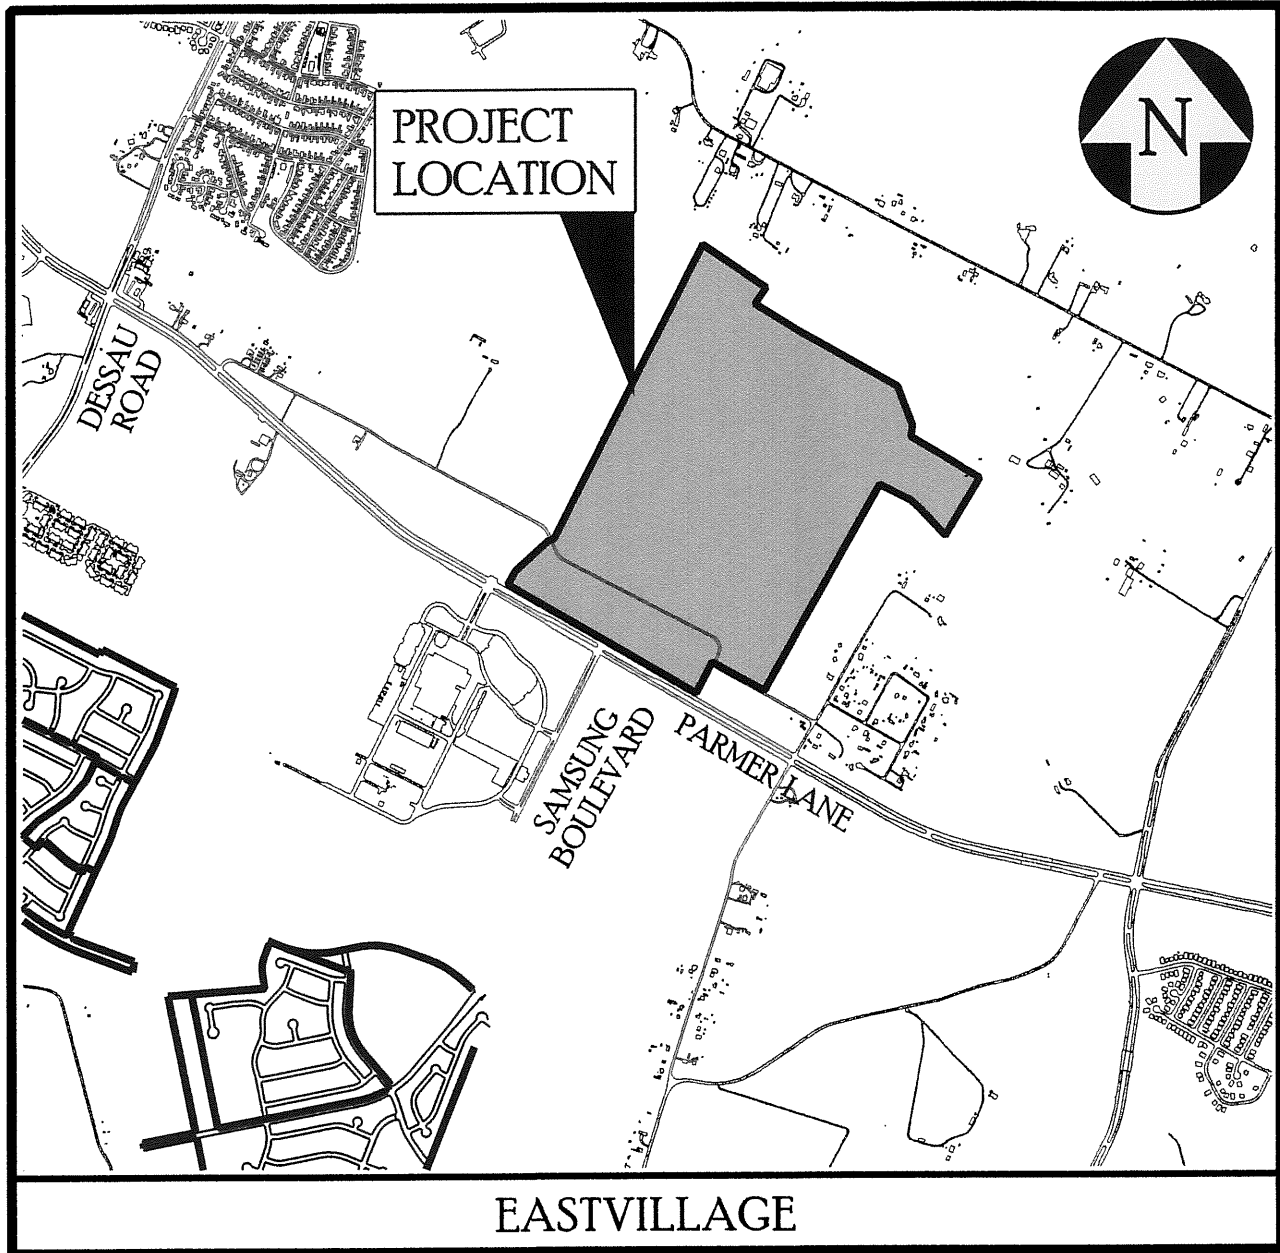 PROJECT
LOCATION
N
DESSAU
ROAD
SAMSUNG
BOULEVARD
PARMER LANE
EASTVILLAGE